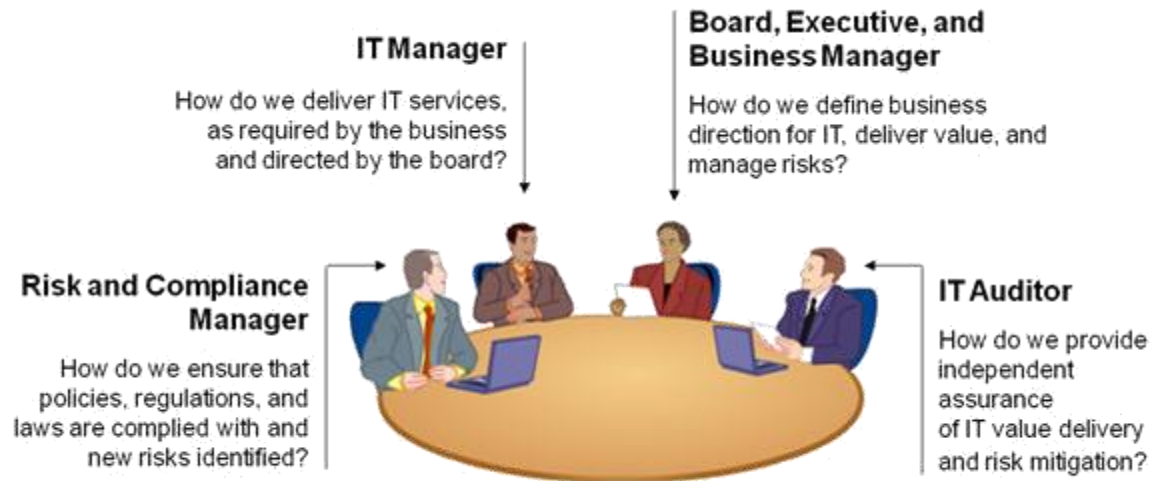 IT Manager
How do we deliver IT services,
as required by the business
and directed by the board?
Board, Executive, and
Business Manager
How do we define business
direction for IT, deliver value, and
manage risks?
Risk and Compliance
Manager
How do we ensure that
policies, regulations, and
laws are complied with and
new risks identified?
IT Auditor
How do we provide
independent
assurance
of IT value delivery
and risk mitigation?